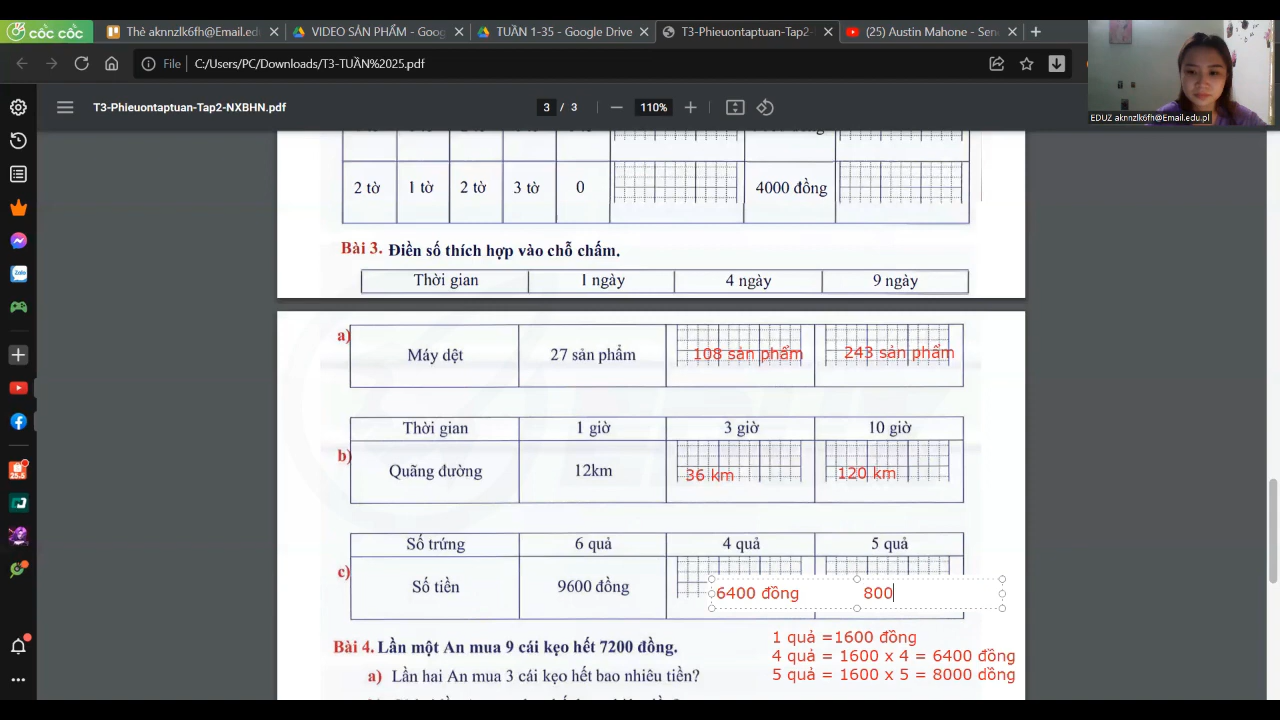 cốc cốc
Thẻ aknnzlk6fh@Email.edu.
VIDEO SẢN PHẨM - Goog
TUẦN 1-35 - Google Drive
T3-Phieuontaptuan-Tap2-
(25) Austin Mahone - Sen
File
C:/Users/PC/Downloads/T3-TUẦN%2025.pdf
EDUZ aknnzlk6fh@Email.edu.pl
T3-Phieuontaptuan-Tap2-NXBHN.pdf
3 / 3
110%
2 tờ 1 tờ 2 tờ 3 tờ 0 4000 đồng
Bài 3. Điền số thích hợp vào chỗ chấm.
Thời gian 1 ngày 4 ngày 9 ngày
a)
Máy dệt 27 sản phẩm 108 sản phẩm 243 sản phẩm
Thời gian 1 giờ 3 giờ 10 giờ
b)
Quãng đường 12km 36 km 120 km
Số trứng 6 quả 4 quả 5 quả
c)
Số tiền 9600 đồng 6400 đồng 800
1 quả =1600 đồng
4 quả = 1600 x 4 = 6400 đồng
5 quả = 1600 x 5 = 8000 đồng
Bài 4. Lần một An mua 9 cái kẹo hết 7200 đồng.
a) Lần hai An mua 3 cái kẹo hết bao nhiêu tiền?
Zalo
25.5